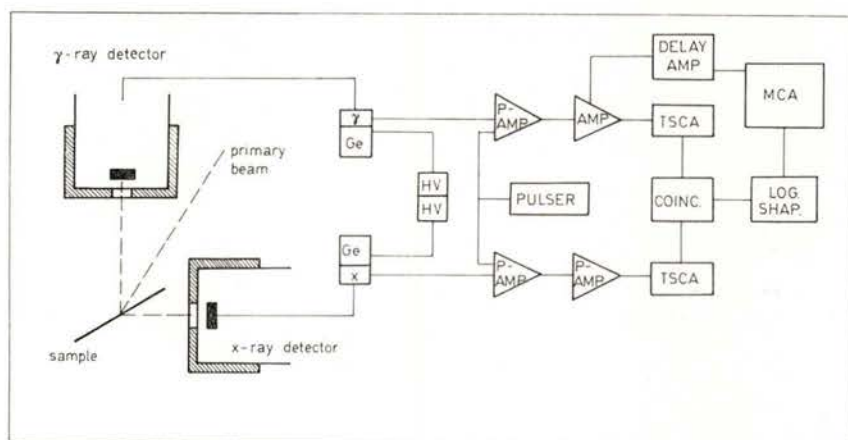 γ-ray detector
primary
beam
sample
x-ray detector
γ
Ge
HV
HV
Ge
x
P-
AMP
AMP
DELAY
AMP
MCA
TSCA
PULSER
COINC.
LOG.
SHAP.
P-
AMP
P-
AMP
TSCA